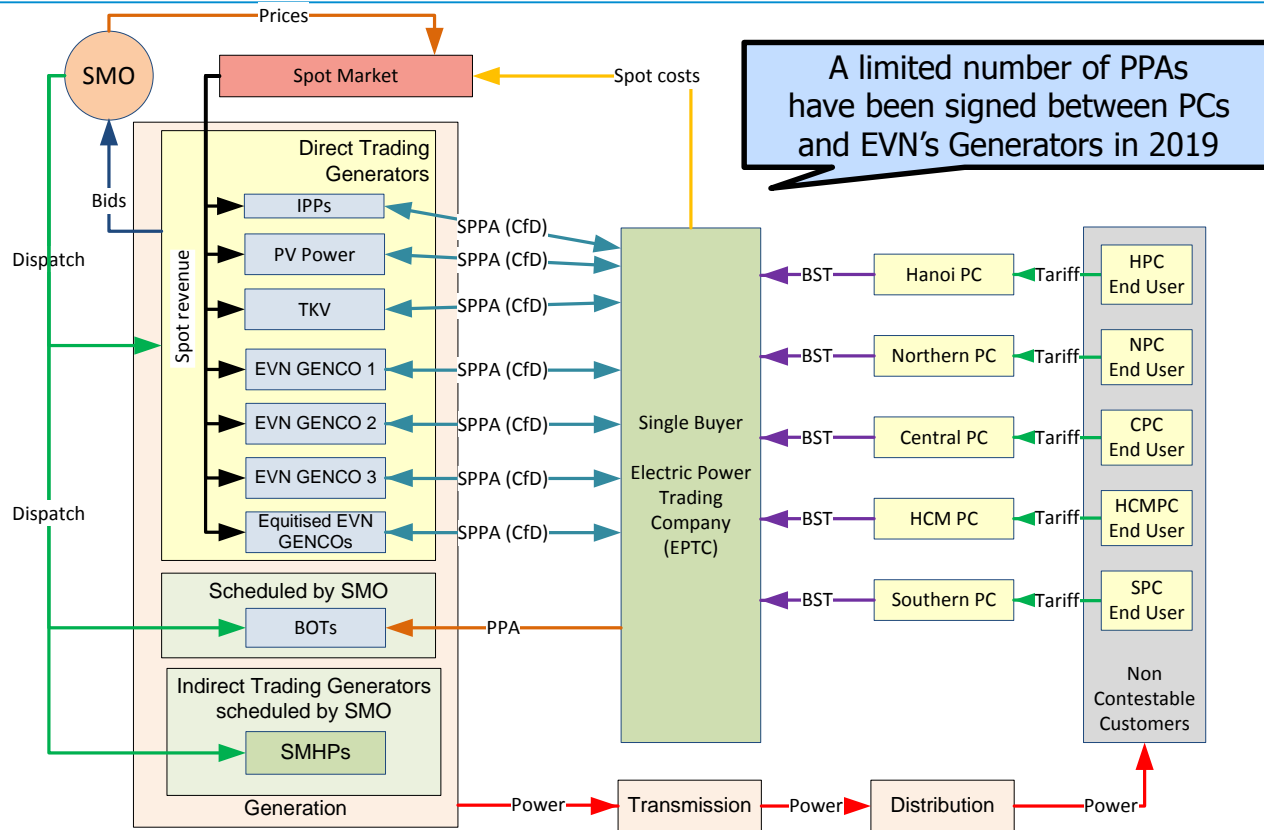 Prices
SMO
Spot Market
Spot costs
A limited number of PPAs
have been signed between PCs
and EVN's Generators in 2019
Bids
Dispatch
Direct Trading
Generators
Spot revenue
IPPs
SPPA (CfD)
PV Power
SPPA (CfD)
TKV
SPPA (CfD)
EVN GENCO 1
SPPA (CfD)
EVN GENCO 2
SPPA (CfD)
EVN GENCO 3
SPPA (CfD)
Equitised EVN
GENCOs
SPPA (CfD)
Dispatch
Scheduled by SMO
BOTs
PPA
Indirect Trading Generators
scheduled by SMO
SMHPs
Generation
Single Buyer
Electric Power
Trading
Company
(EPTC)
BST
Hanoi PC
Tariff
HPC
End User
BST
Northern PC
Tariff
NPC
End User
BST
Central PC
Tariff
CPC
End User
BST
HCM PC
Tariff
HCMPC
End User
BST
Southern PC
Tariff
SPC
End User
Non
Contestable
Customers
Power
Transmission
Power
Distribution
Power